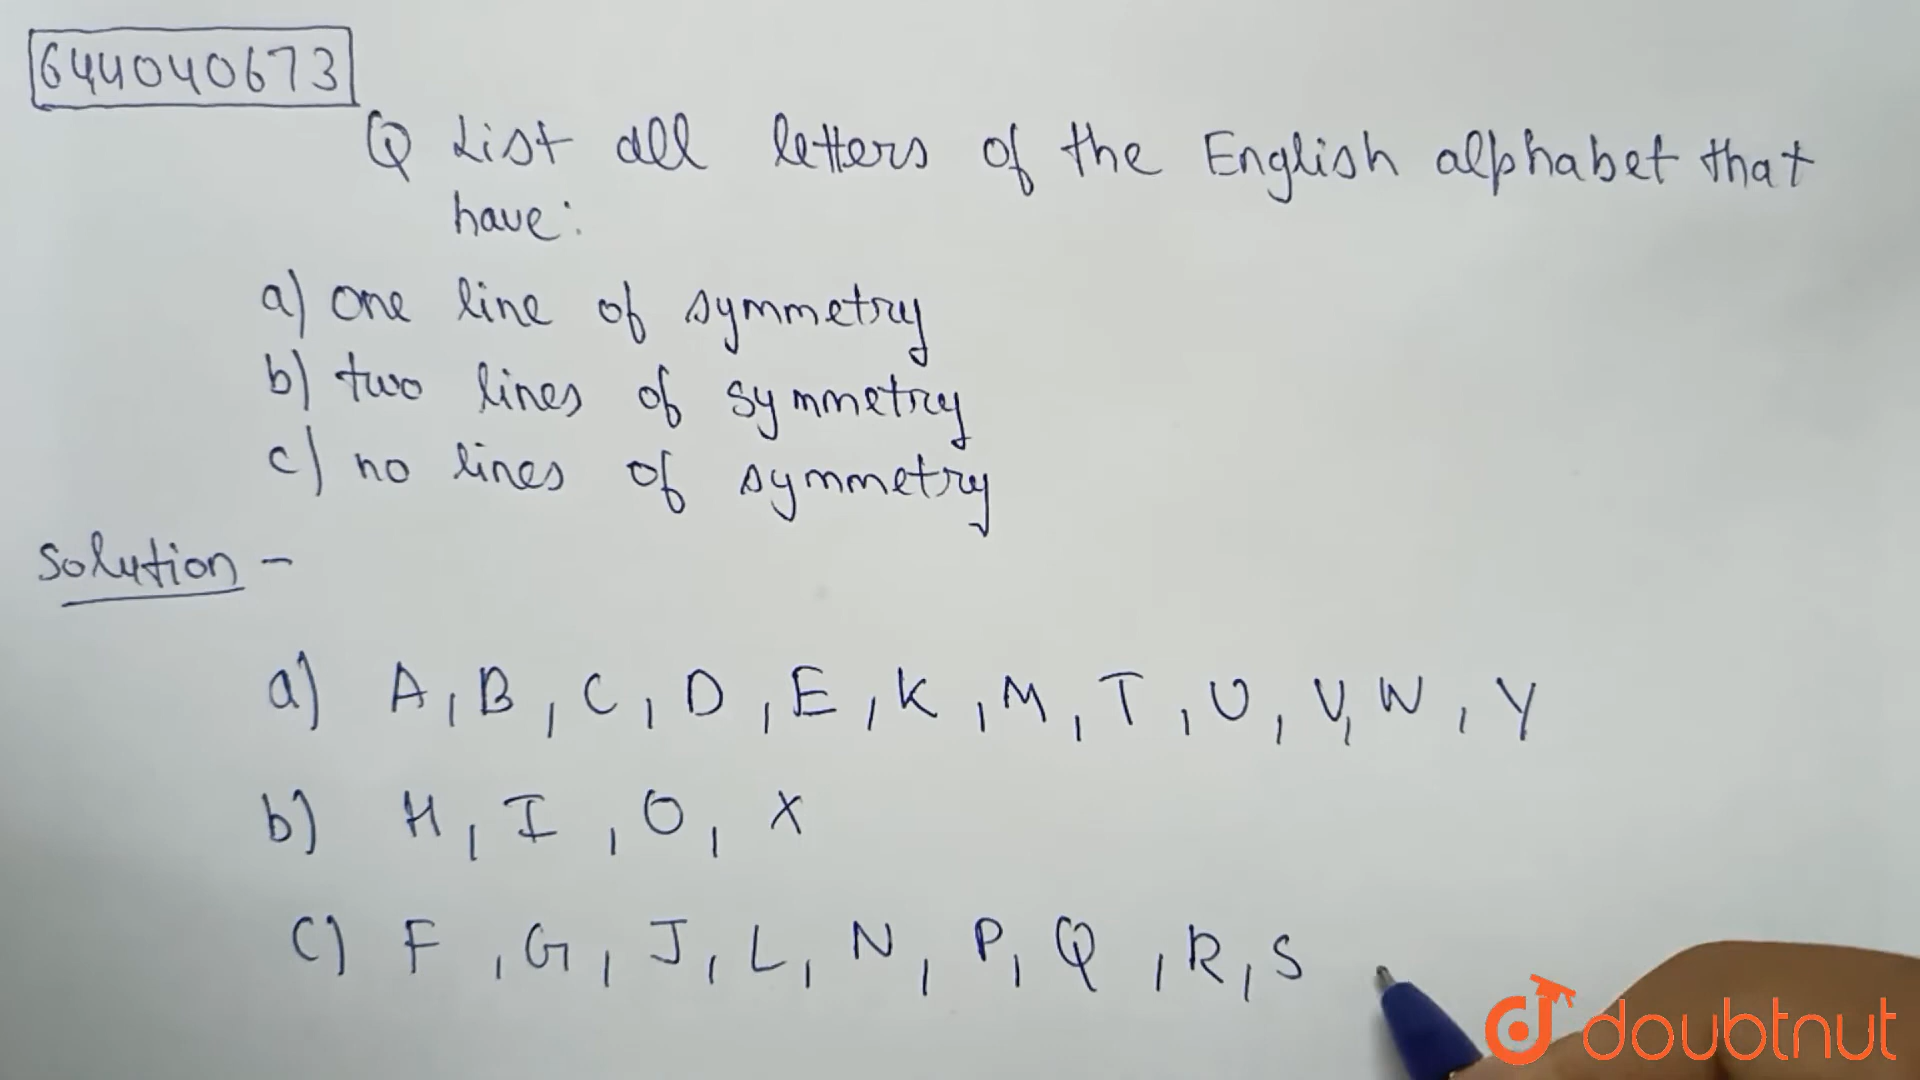 644040673
Q List all letters of the English alphabet that
have:
a) one line of symmetry
b) two lines of symmetry
c) no lines of symmetry
Solution -
a) A, B, C, D, E, K, M, T, U, V, W, Y
b) H, I, O, X
C) F, G, J, L, N, P, Q, R, S
doubtnut